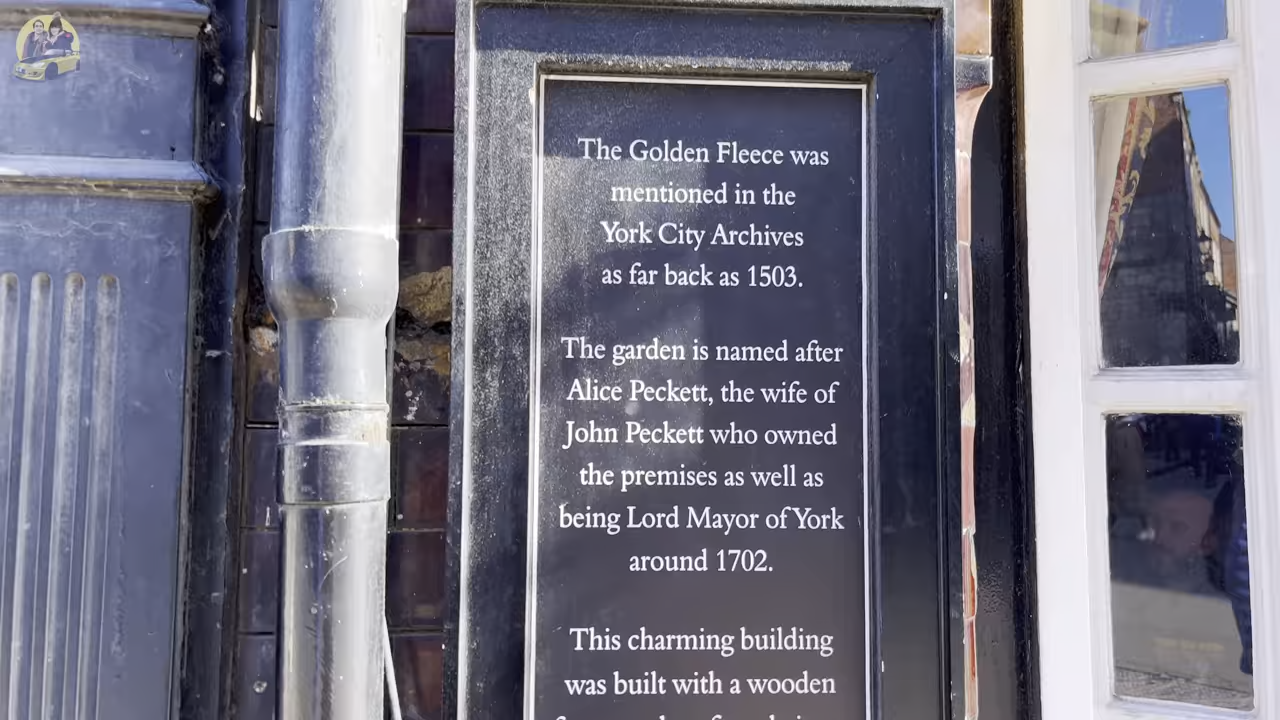 The Golden Fleece was
mentioned in the
York City Archives
as far back as 1503.
The garden is named after
Alice Peckett, the wife of
John Peckett who owned
the premises as well as
being Lord Mayor of York
around 1702.
This charming building
was built with a wooden